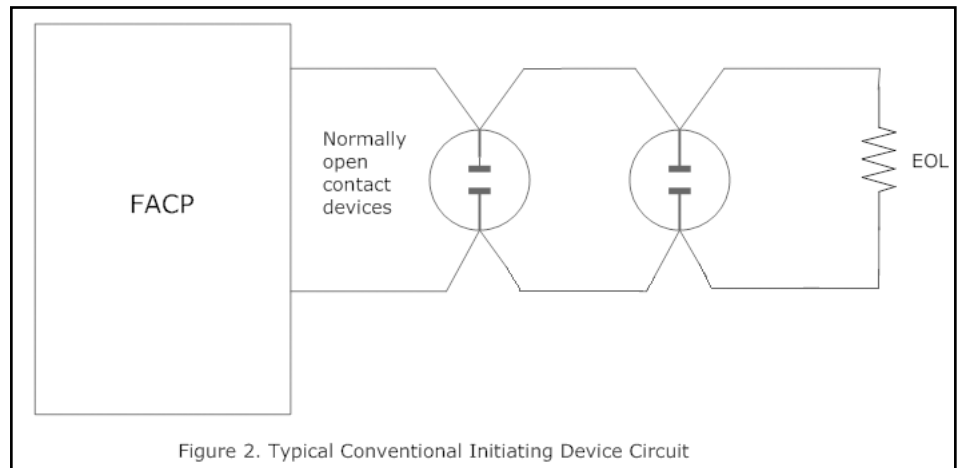 FACP
Normally
open
contact
devices
EOL
Figure 2. Typical Conventional Initiating Device Circuit